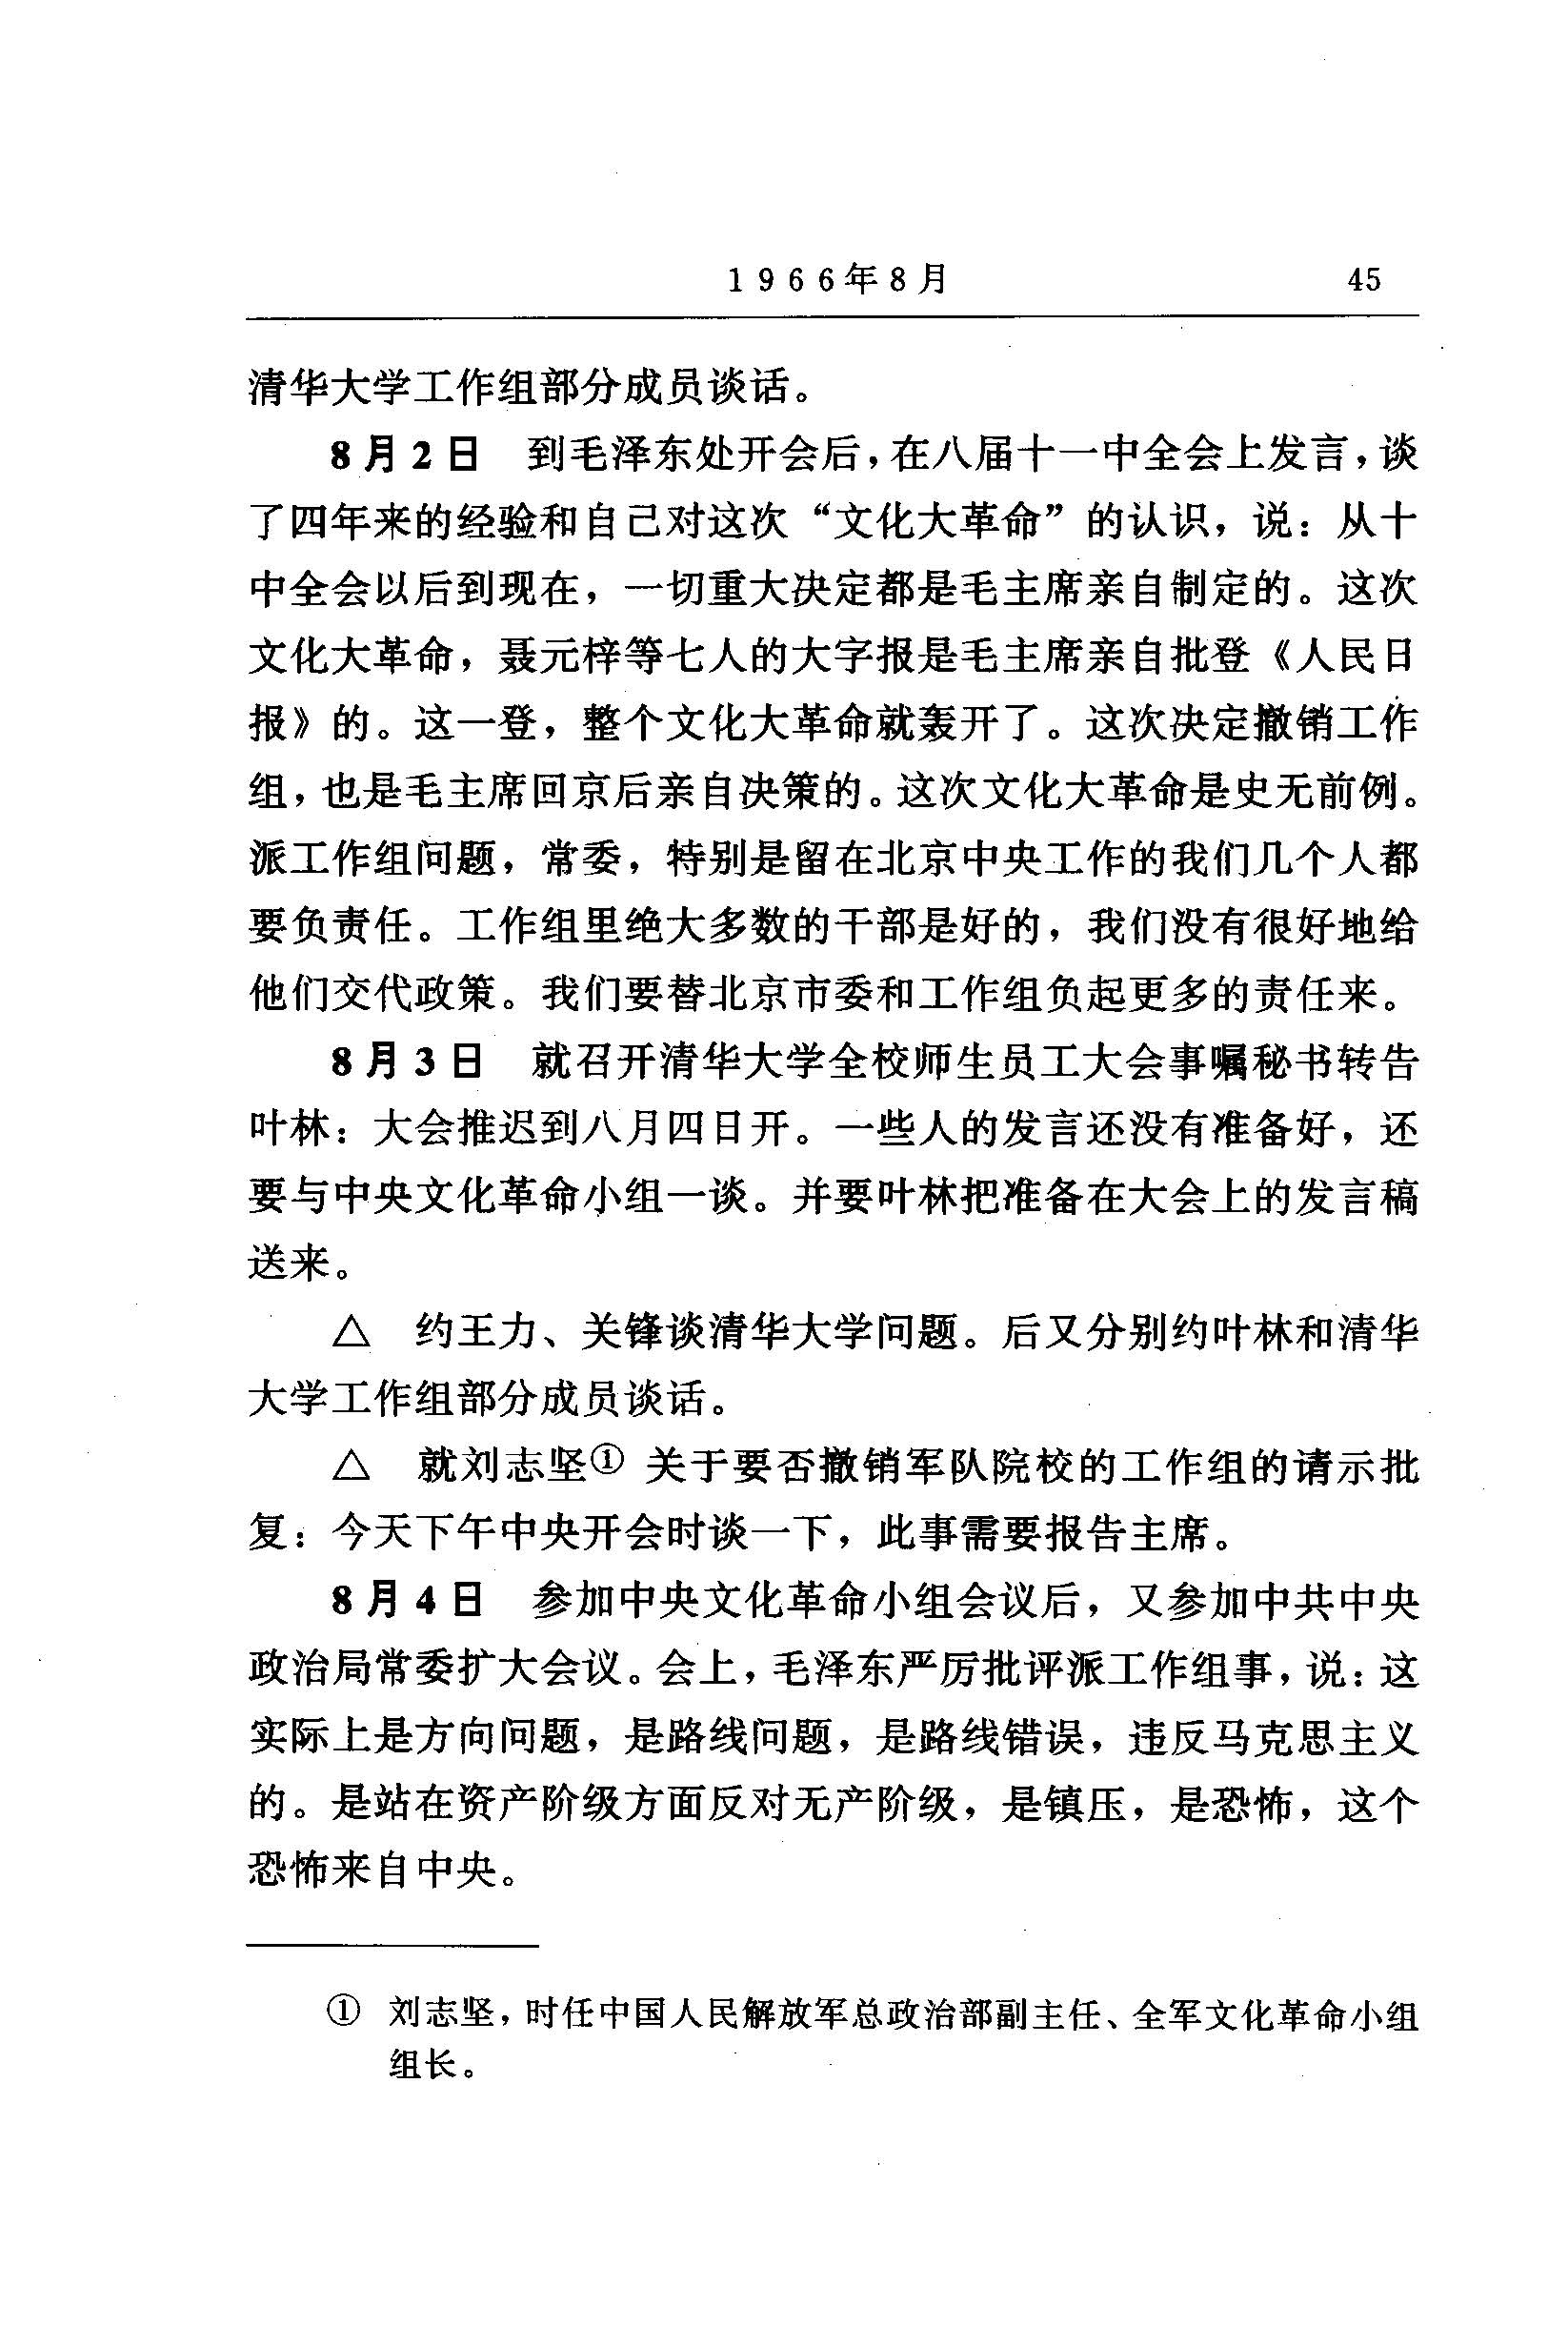 1966年8月 45
清华大学工作组部分成员谈话。
8月2日 到毛泽东处开会后，在八届十一中全会上发言，谈
了四年来的经验和自己对这次“文化大革命”的认识，说：从十
中全会以后到现在，一切重大决定都是毛主席亲自制定的。这次
文化大革命，聂元梓等七人的大字报是毛主席亲自批登《人民日
报》的。这一登，整个文化大革命就轰开了。这次决定撤销工作
组，也是毛主席回京后亲自决策的。这次文化大革命是史无前例。
派工作组问题，常委，特别是留在北京中央工作的我们几个人都
要负责任。工作组里绝大多数的干部是好的，我们没有很好地给
他们交代政策。我们要替北京市委和工作组负起更多的责任来。
8月3日 就召开清华大学全校师生员工大会事嘱秘书转告
叶林：大会推迟到八月四日开。一些人的发言还没有准备好，还
要与中央文化革命小组一谈。并要叶林把准备在大会上的发言稿
送来。
△ 约王力、关锋谈清华大学问题。后又分别约叶林和清华
大学工作组部分成员谈话。
△ 就刘志坚① 关于要否撤销军队院校的工作组的请示批
复：今天下午中央开会时谈一下，此事需要报告主席。
8月4日 参加中央文化革命小组会议后，又参加中共中央
政治局常委扩大会议。会上，毛泽东严厉批评派工作组事，说：这
实际上是方向问题，是路线问题，是路线错误，违反马克思主义
的。是站在资产阶级方面反对无产阶级，是镇压，是恐怖，这个
恐怖来自中央。
① 刘志坚，时任中国人民解放军总政治部副主任、全军文化革命小组
组长。